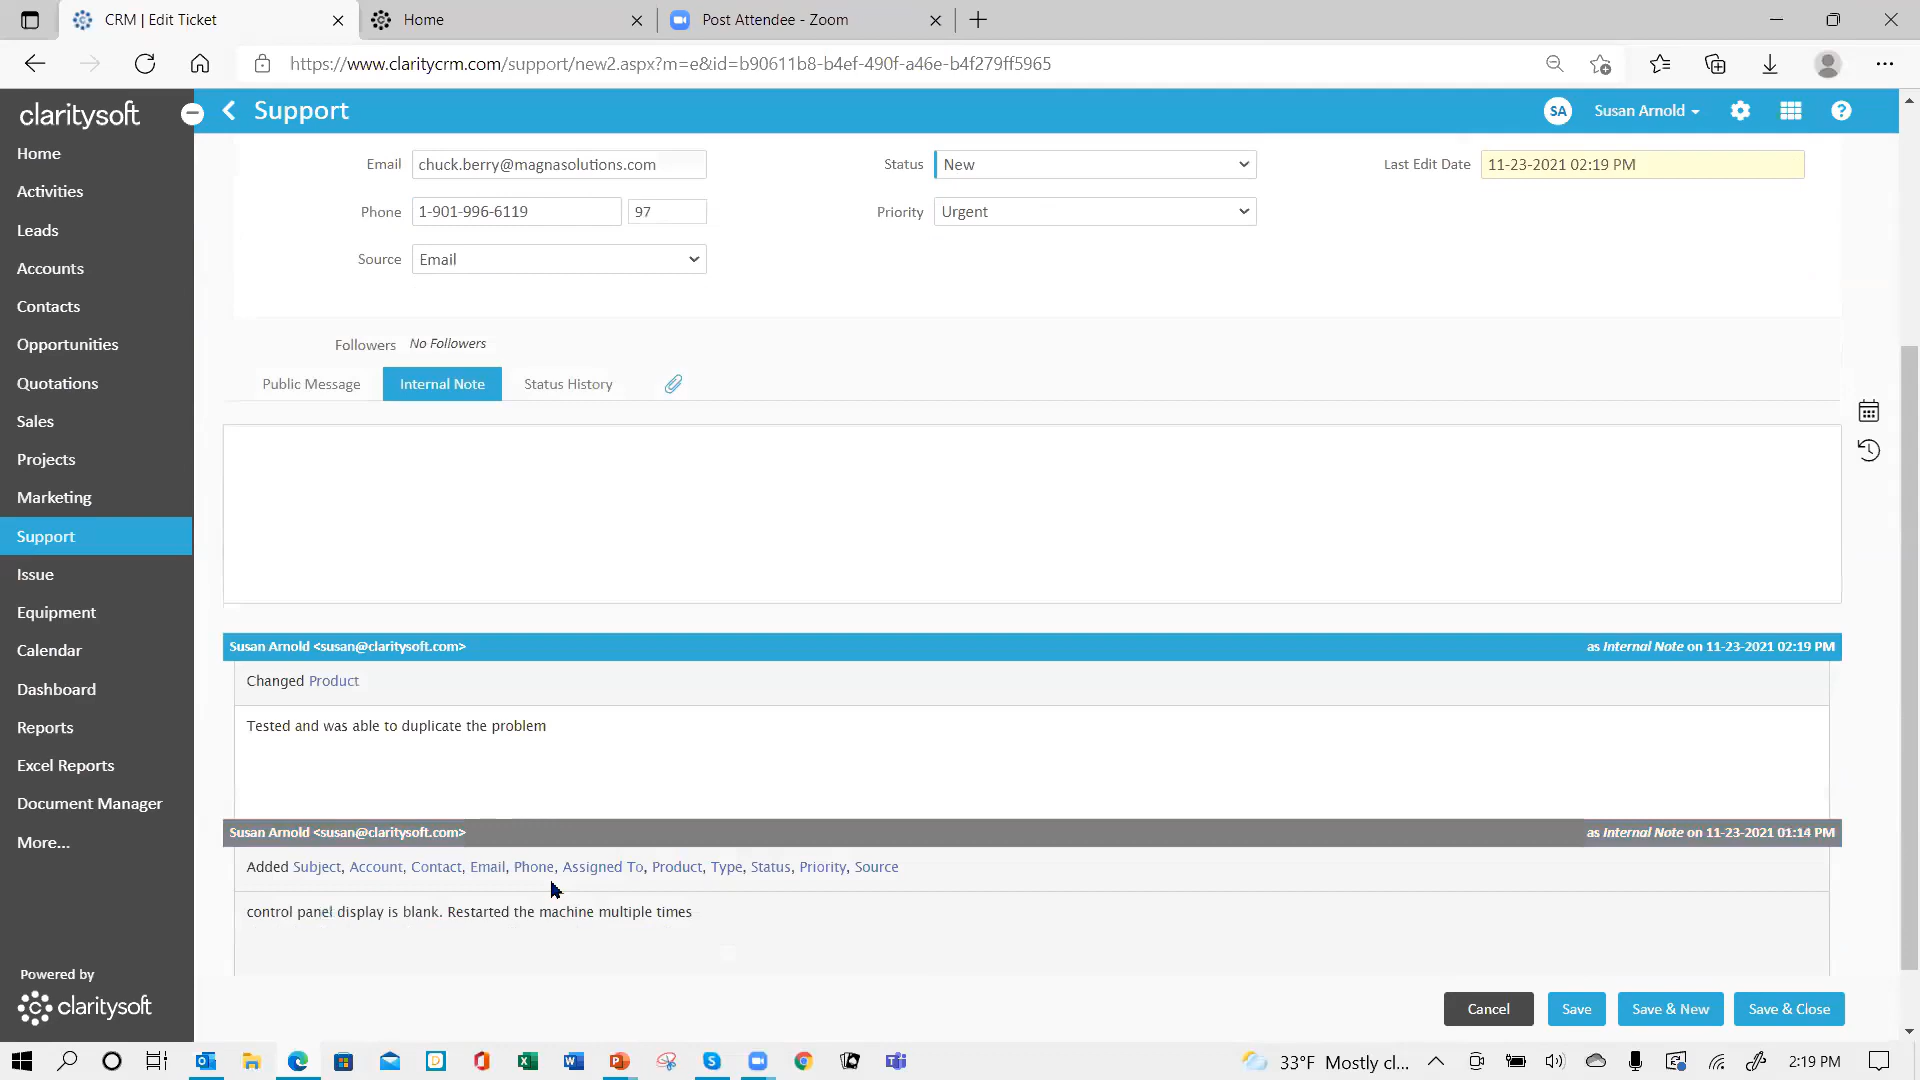 CRM | Edit Ticket
Home
Post Attendee - Zoom
https://www.claritycrm.com/support/new2.aspx?m=e&id=b90611b8-b4ef-490f-a46e-b4f279ff5965
claritysoft
Support
SA
Susan Arnold
Home
Activities
Leads
Accounts
Contacts
Opportunities
Quotations
Sales
Projects
Marketing
Support
Issue
Equipment
Calendar
Dashboard
Reports
Excel Reports
Document Manager
More...
Powered by
claritysoft
Email chuck.berry@magnasolutions.com
Status New
Last Edit Date 11-23-2021 02:19 PM
Phone 1-901-996-6119 97
Priority Urgent
Source Email
Followers No Followers
Public Message Internal Note Status History
Susan Arnold <susan@claritysoft.com> as Internal Note on 11-23-2021 02:19 PM
Changed Product
Tested and was able to duplicate the problem
Susan Arnold <susan@claritysoft.com> as Internal Note on 11-23-2021 01:14 PM
Added Subject, Account, Contact, Email, Phone, Assigned To, Product, Type, Status, Priority, Source
control panel display is blank. Restarted the machine multiple times
Cancel Save Save & New Save & Close
33°F Mostly cl... 2:19 PM